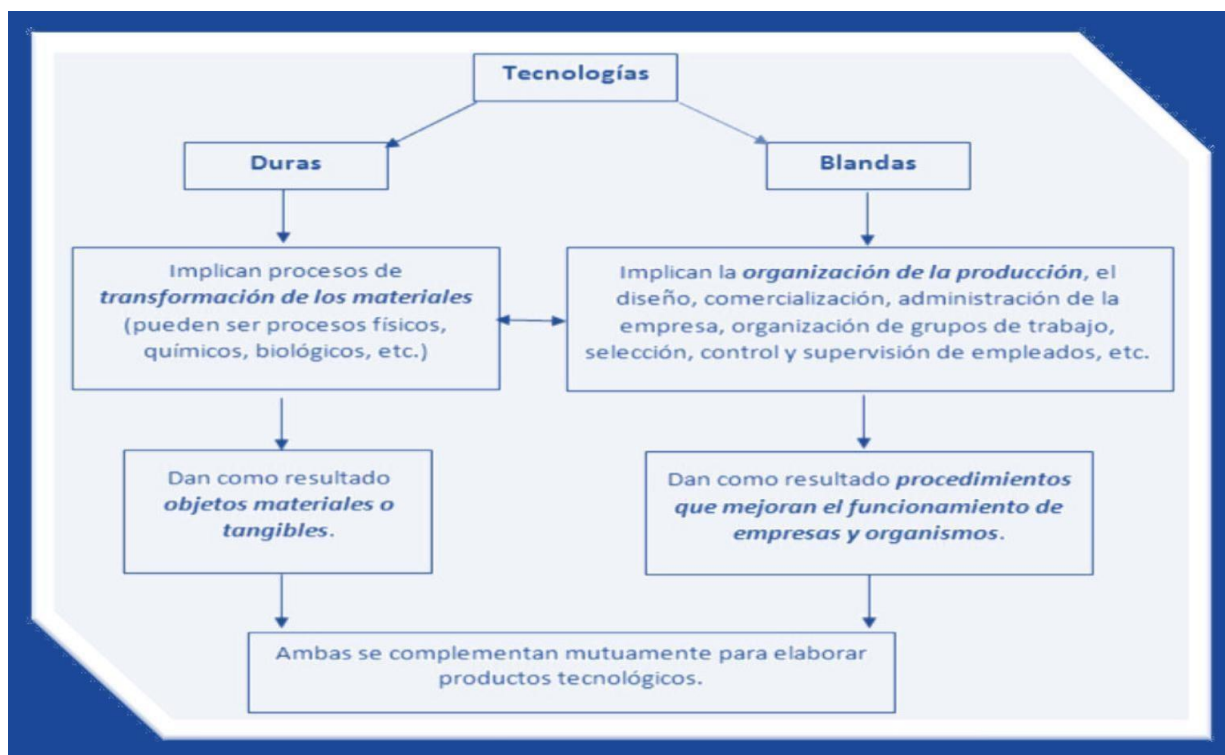 Tecnologías
Duras
Blandas
Implican procesos de
transformación de los materiales
(pueden ser procesos físicos,
químicos, biológicos, etc.)
Implican la organización de la producción, el
diseño, comercialización, administración de la
empresa, organización de grupos de trabajo,
selección, control y supervisión de empleados, etc.
Dan como resultado
objetos materiales o
tangibles.
Dan como resultado procedimientos
que mejoran el funcionamiento de
empresas y organismos.
Ambas se complementan mutuamente para elaborar
productos tecnológicos.